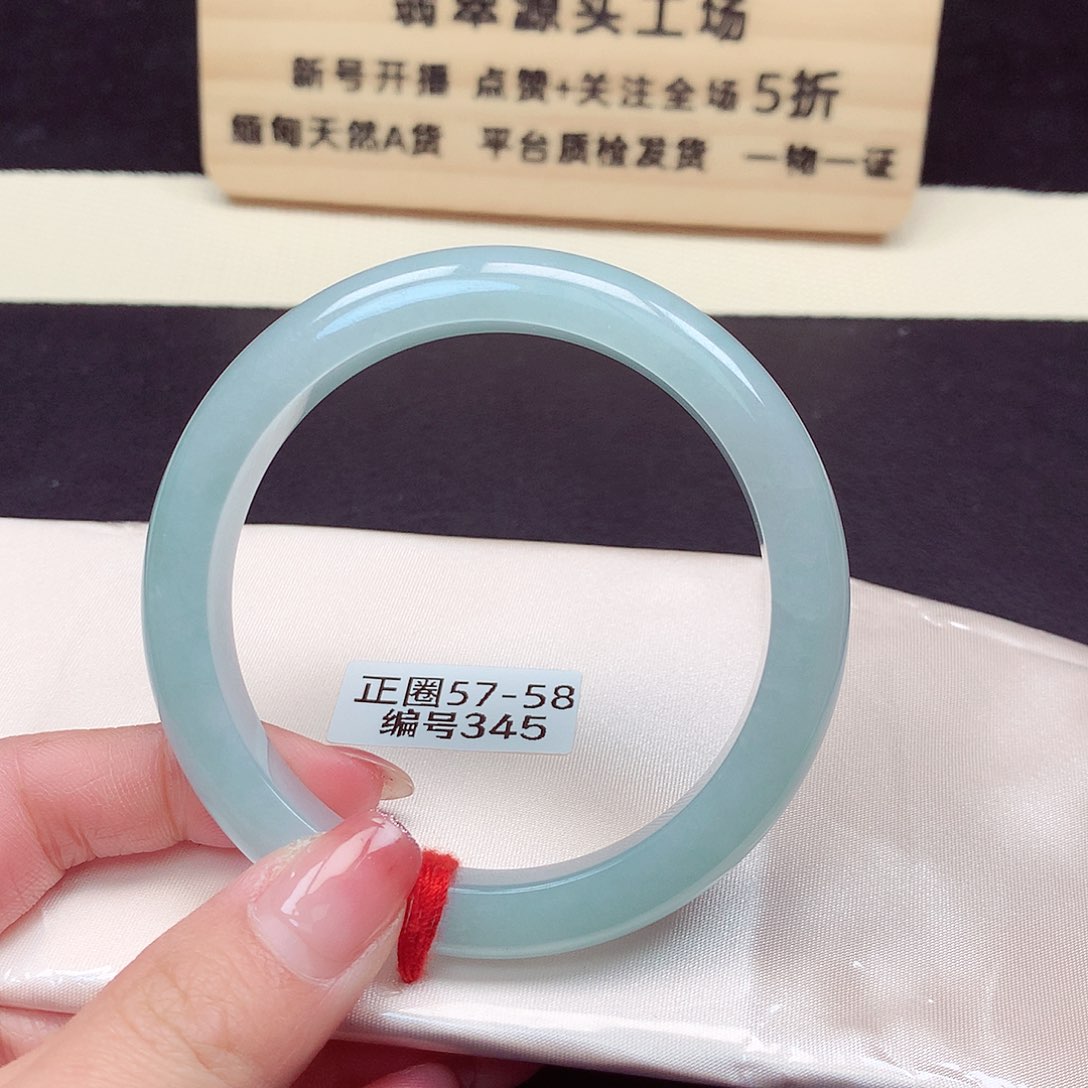 翡翠源头工场
新号开播 点赞+关注全场5折
缅甸天然A货 平台质检发货 一物一证
正圈57-58
编号345